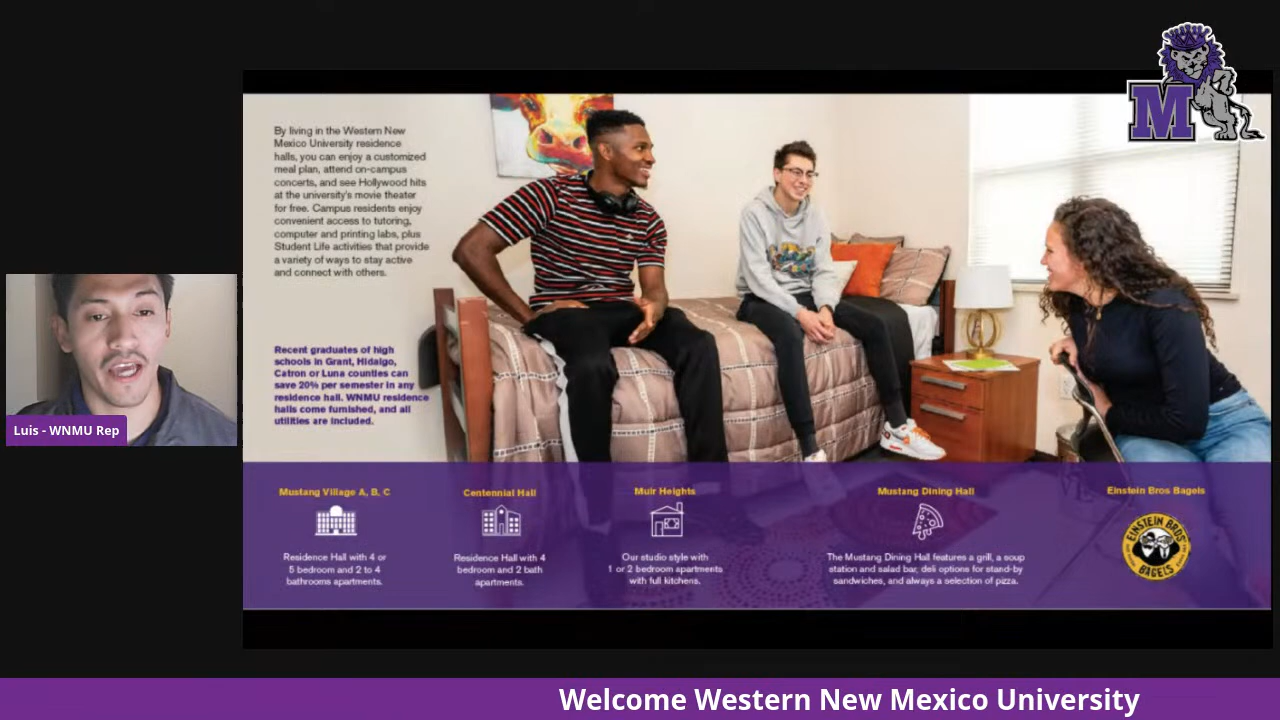 By living in the Western New
Mexico University residence
halls, you can enjoy a customized
meal plan, attend on-campus
concerts, and see Hollywood hits
at the university's movie theater
for free. Campus residents enjoy
convenient access to tutoring,
computer and printing labs, plus
Student Life activities that provide
a variety of ways to stay active
and connect with others.
Recent graduates of high
schools in Grant, Hidalgo,
Catron or Luna counties can
save 20% per semester in any
residence hall. WNMU residence
halls come furnished, and all
utilities are included.
M
Luis - WNMU Rep
Mustang Village A, B, C
Residence Hall with 4 or
5 bedroom and 2 to 4
bathrooms apartments.
Centennial Hall
Residence Hall with 4
bedroom and 2 bath
apartments.
Muir Heights
Our studio style with
1 or 2 bedroom apartments
with full kitchens.
Mustang Dining Hall
The Mustang Dining Hall features a grill, a soup
station and salad bar, deli options for stand-by
sandwiches, and always a selection of pizza.
Einstein Bros Bagels
EINSTEIN BROS
BAGELS
Welcome Western New Mexico University